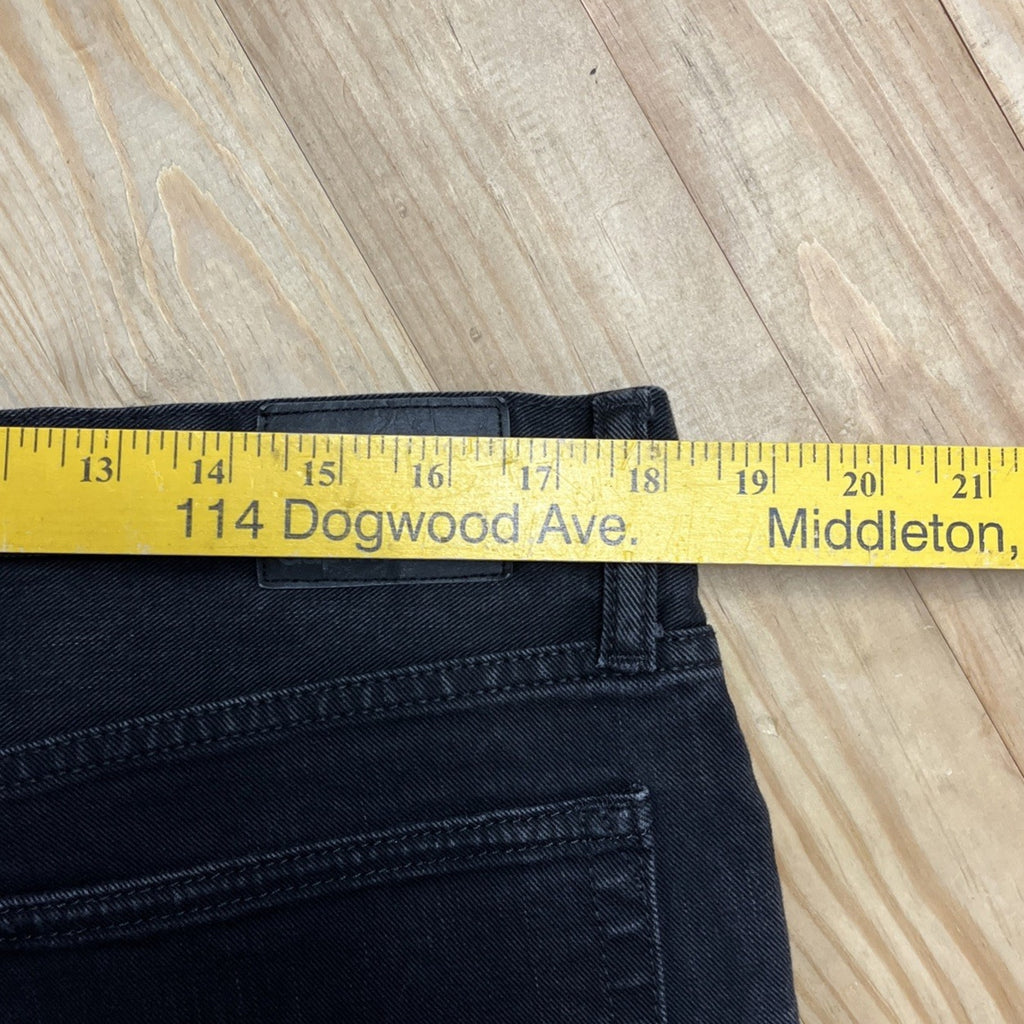 13 14 15 16 17 18 19 20 21
114 Dogwood Ave. Middleton,